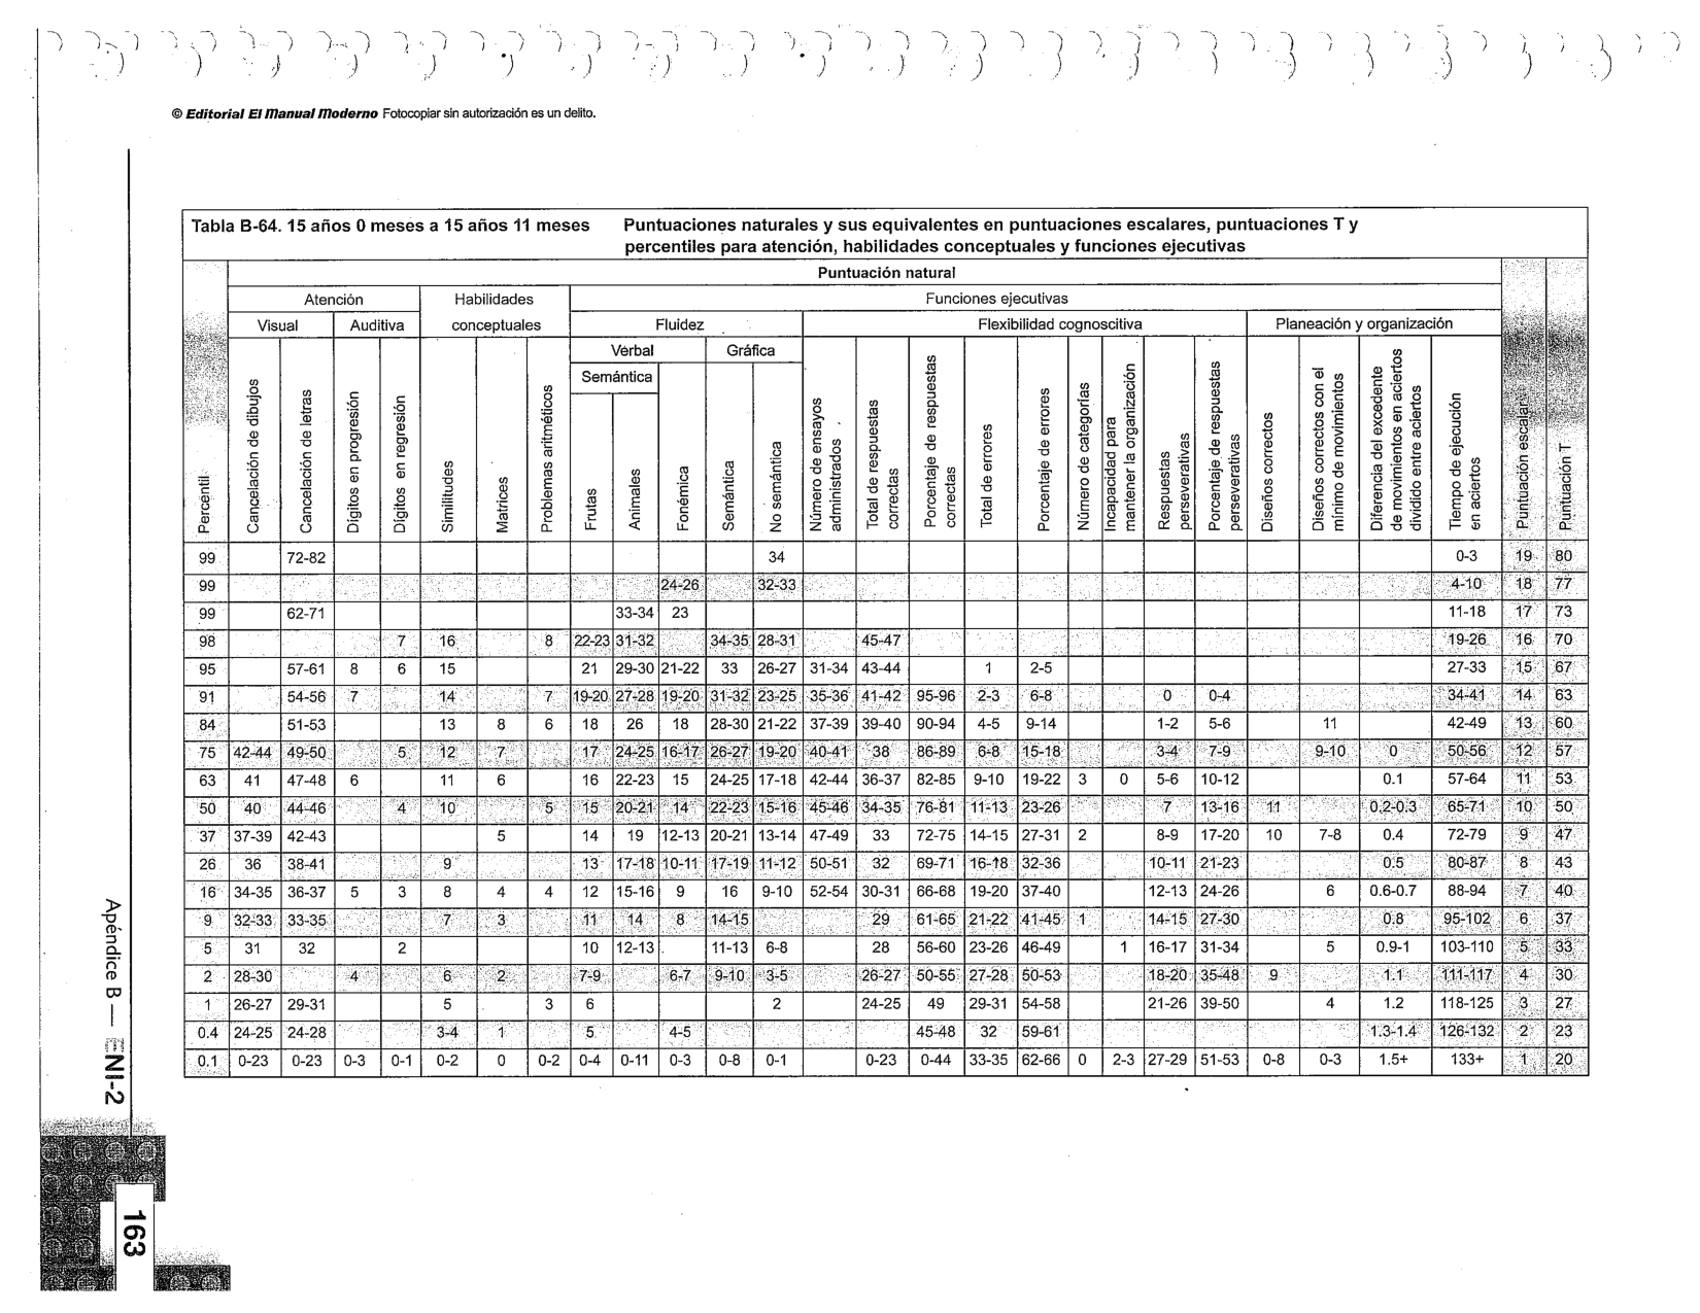 © Editorial El Manual Moderno Fotocopiar sin autorización es un delito.
Tabla B-64. 15 años 0 meses a 15 años 11 meses Puntuaciones naturales y sus equivalentes en puntuaciones escalares, puntuaciones T y
percentiles para atención, habilidades conceptuales y funciones ejecutivas
Puntuación natural
Atención Habilidades conceptuales Funciones ejecutivas
Visual Auditiva Fluidez Flexibilidad cognoscitiva Planeación y organización
Verbal Gráfica
Semántica
Percentil
Cancelación de dibujos
Cancelación de letras
Dígitos en progresión
Dígitos en regresión
Similitudes
Matrices
Problemas aritméticos
Frutas
Animales
Fonémica
Semántica
No semántica
Número de ensayos
administrados
Total de respuestas
correctas
Porcentaje de respuestas
correctas
Total de errores
Porcentaje de errores
Número de categorías
Incapacidad para
mantener la organización
Respuestas
perseverativas
Porcentaje de respuestas
perseverativas
Diseños correctos
Diseños correctos con el
mínimo de movimientos
Diferencia del excedente
de movimientos en aciertos
dividido entre aciertos
Tiempo de ejecución
en aciertos
Puntuación escalar
Puntuación T
99 72-82 34 0-3 19 80
99 24-26 32-33 4-10 18 77
99 62-71 33-34 23 11-18 17 73
98 7 16 8 22-23 31-32 34-35 28-31 45-47 19-26 16 70
95 57-61 8 6 15 21 29-30 21-22 33 26-27 31-34 43-44 1 2-5 27-33 15 67
91 54-56 7 14 7 19-20 27-28 19-20 31-32 23-25 35-36 41-42 95-96 2-3 6-8 0 0-4 34-41 14 63
84 51-53 13 8 6 18 26 18 28-30 21-22 37-39 39-40 90-94 4-5 9-14 1-2 5-6 11 42-49 13 60
75 42-44 49-50 5 12 7 17 24-25 16-17 26-27 19-20 40-41 38 86-89 6-8 15-18 3-4 7-9 9-10 0 50-56 12 57
63 41 47-48 6 11 6 16 22-23 15 24-25 17-18 42-44 36-37 82-85 9-10 19-22 3 0 5-6 10-12 0.1 57-64 11 53
50 40 44-46 4 10 5 15 20-21 14 22-23 15-16 45-46 34-35 76-81 11-13 23-26 7 13-16 11 0.2-0.3 65-71 10 50
37 37-39 42-43 5 14 19 12-13 20-21 13-14 47-49 33 72-75 14-15 27-31 2 8-9 17-20 10 7-8 0.4 72-79 9 47
26 36 38-41 9 13 17-18 10-11 17-19 11-12 50-51 32 69-71 16-18 32-36 10-11 21-23 0.5 80-87 8 43
16 34-35 36-37 5 3 8 4 4 12 15-16 9 16 9-10 52-54 30-31 66-68 19-20 37-40 12-13 24-26 6 0.6-0.7 88-94 7 40
9 32-33 33-35 7 3 11 14 8 14-15 29 61-65 21-22 41-45 1 14-15 27-30 0.8 95-102 6 37
5 31 32 2 10 12-13 11-13 6-8 28 56-60 23-26 46-49 1 16-17 31-34 5 0.9-1 103-110 5 33
2 28-30 4 6 2 7-9 6-7 9-10 3-5 26-27 50-55 27-28 50-53 18-20 35-48 9 1.1 111-117 4 30
1 26-27 29-31 5 3 6 2 24-25 49 29-31 54-58 21-26 39-50 4 1.2 118-125 3 27
0.4 24-25 24-28 3-4 1 5 4-5 45-48 32 59-61 1.3-1.4 126-132 2 23
0.1 0-23 0-23 0-3 0-1 0-2 0 0-2 0-4 0-11 0-3 0-8 0-1 0-23 0-44 33-35 62-66 0 2-3 27-29 51-53 0-8 0-3 1.5+ 133+ 1 20
Apéndice B — ENI-2
163